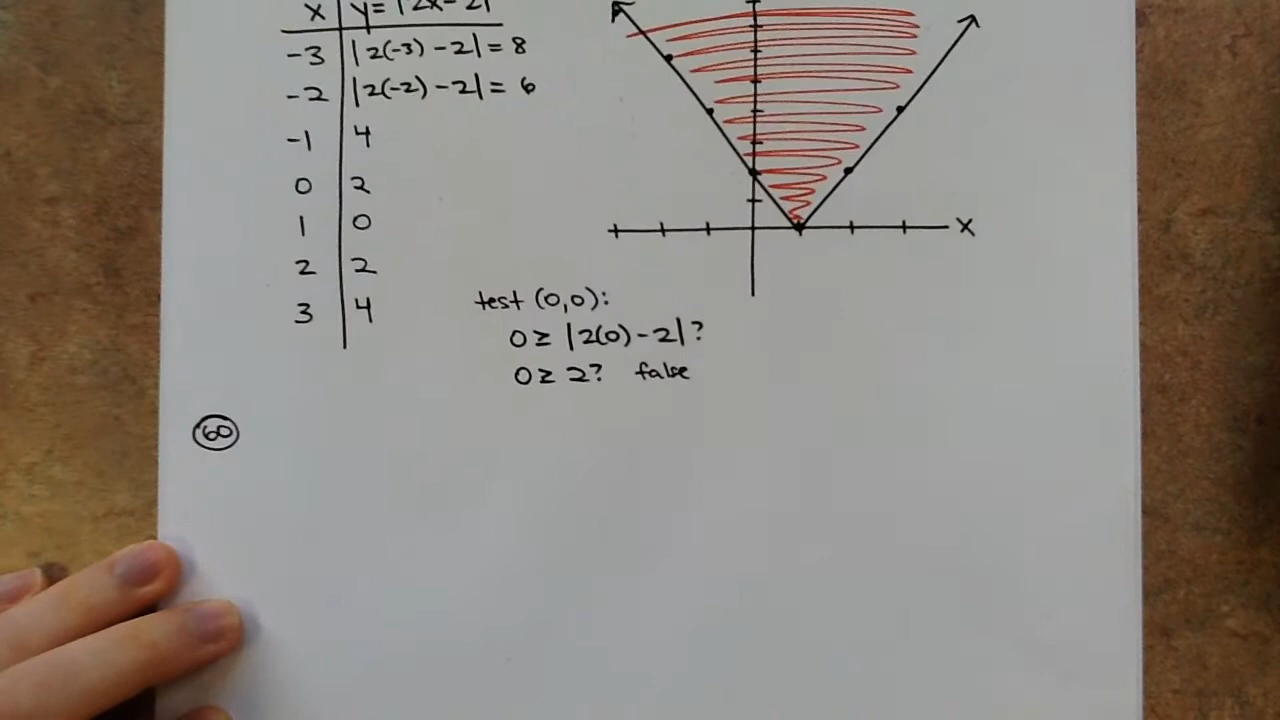 x y = |2x-2|
-3 |2(-3) - 2| = 8
-2 |2(-2) - 2| = 6
-1 4
0 2
1 0
2 2
3 4
x
test (0,0):
0 ≥ |2(0) - 2| ?
0 ≥ 2? false
60